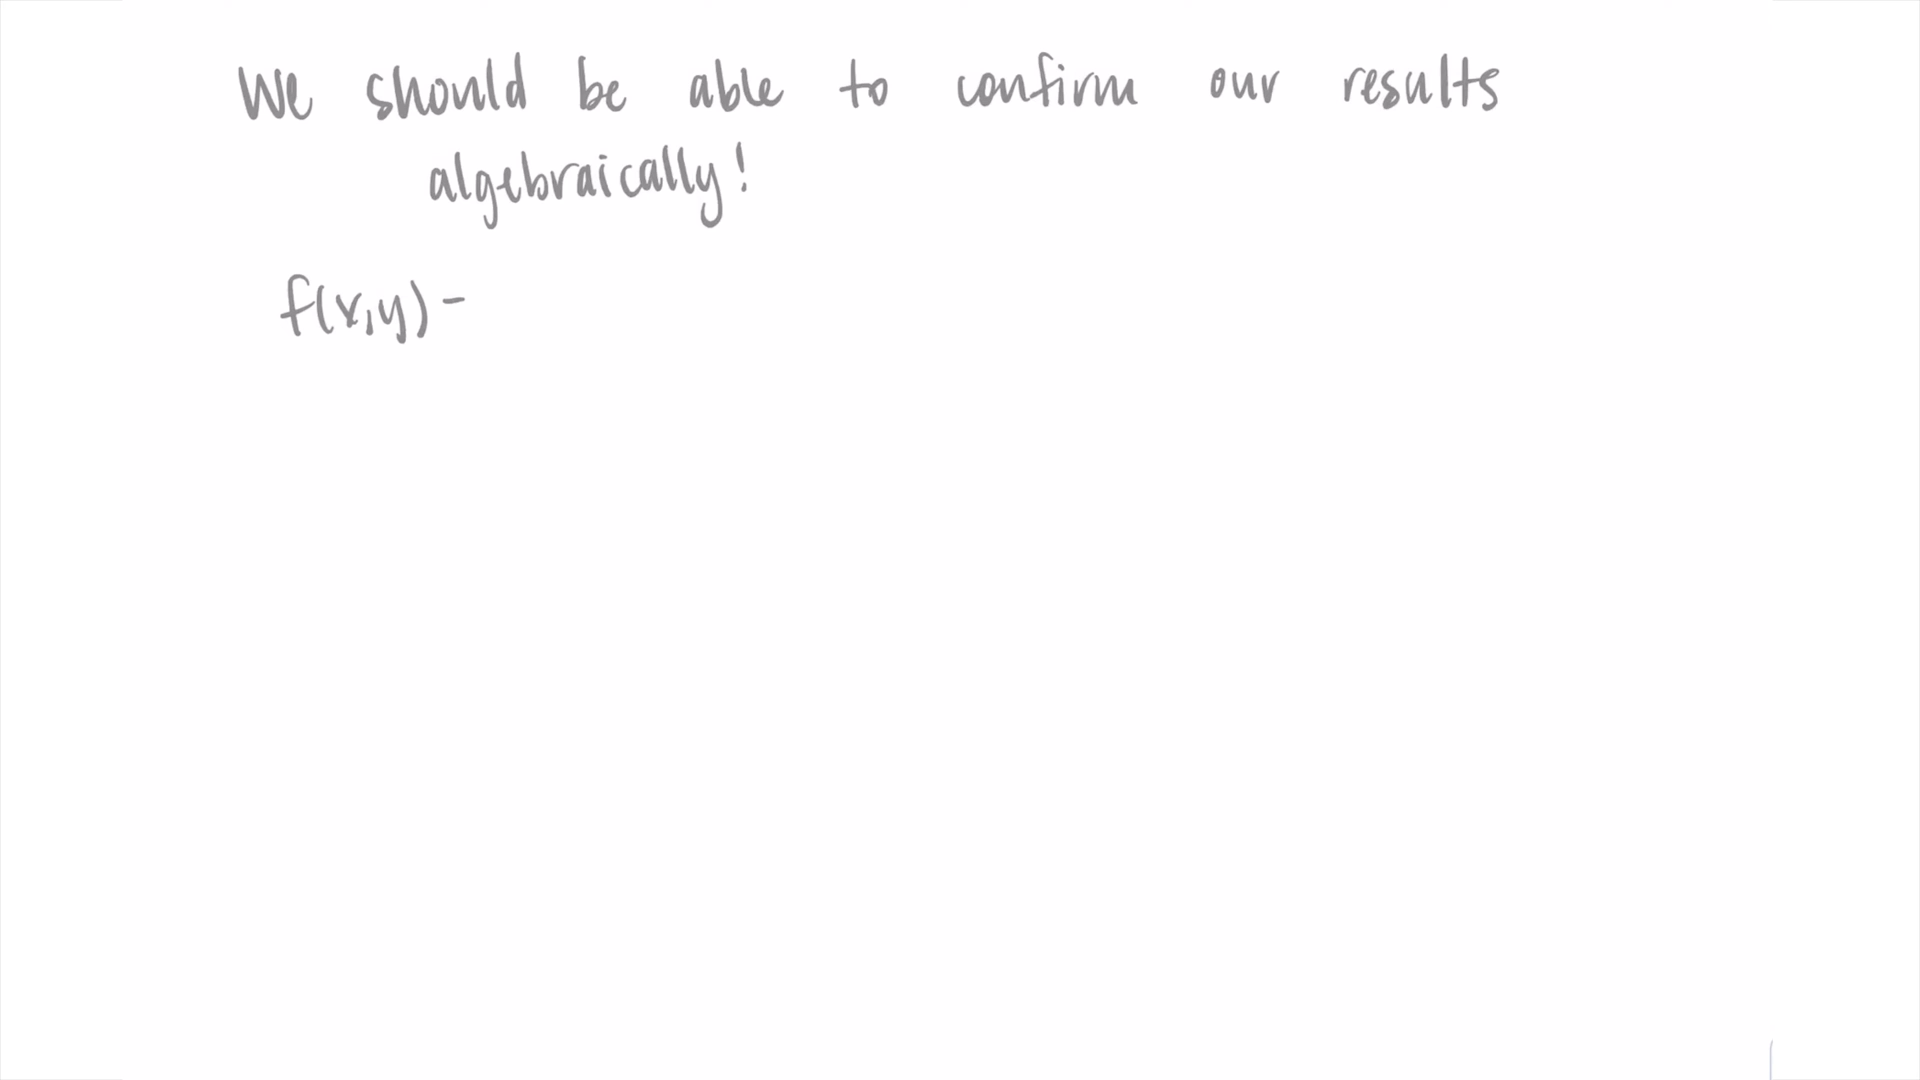 We should be able to confirm our results
algebraically!
f(x,y) -